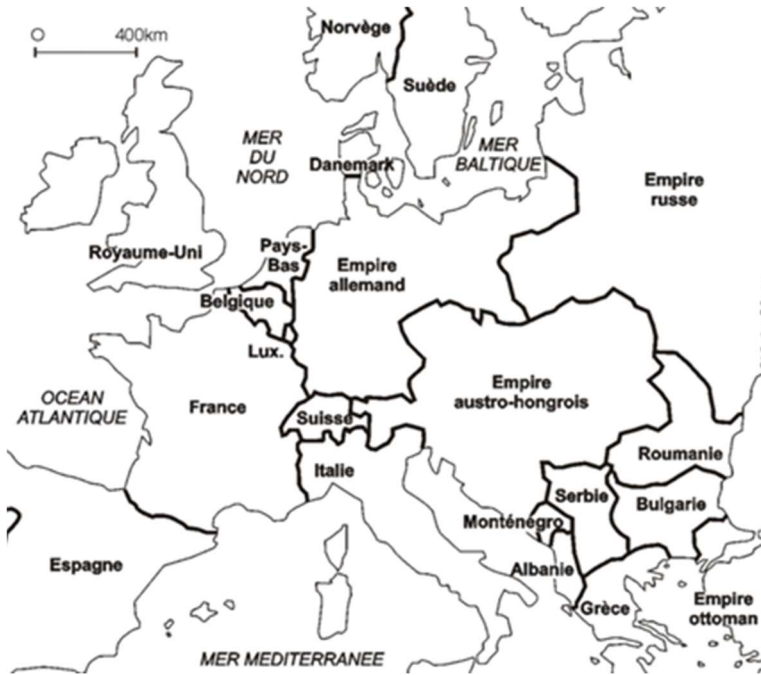 O 400km
Norvège
Suède
MER
DU
NORD
MER
BALTIQUE
Danemark
Empire
russe
Royaume-Uni
Pays-
Bas
Empire
allemand
Belgique
Lux.
OCEAN
ATLANTIQUE
France
Suisse
Empire
austro-hongrois
Italie
Roumanie
Serbie
Bulgarie
Monténégro
Espagne
Albanie
Grèce
Empire
ottoman
MER MEDITERRANEE